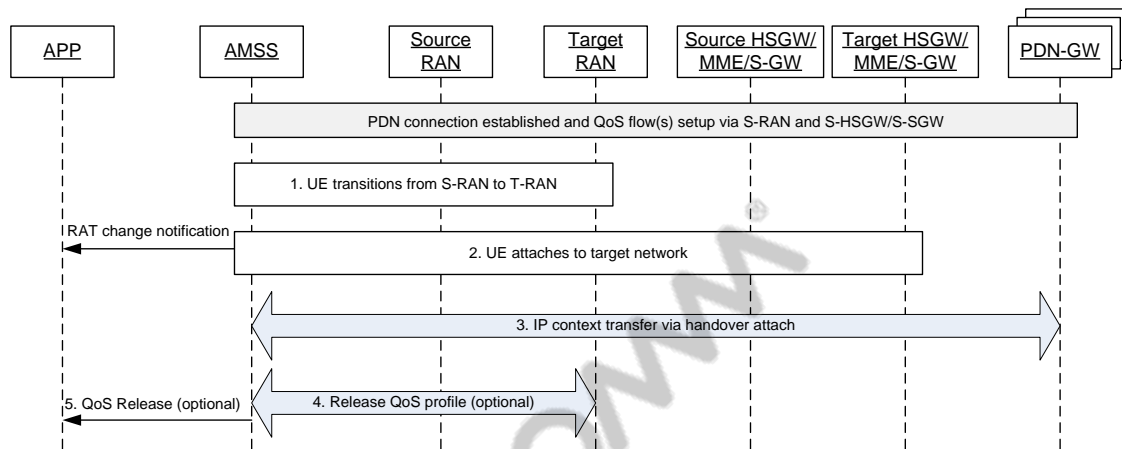 APP
AMSS
Source
RAN
Target
RAN
Source HSGW/
MME/S-GW
Target HSGW/
MME/S-GW
PDN-GW
PDN connection established and QoS flow(s) setup via S-RAN and S-HSGW/S-SGW
1. UE transitions from S-RAN to T-RAN
RAT change notification
2. UE attaches to target network
3. IP context transfer via handover attach
5. QoS Release (optional)
4. Release QoS profile (optional)